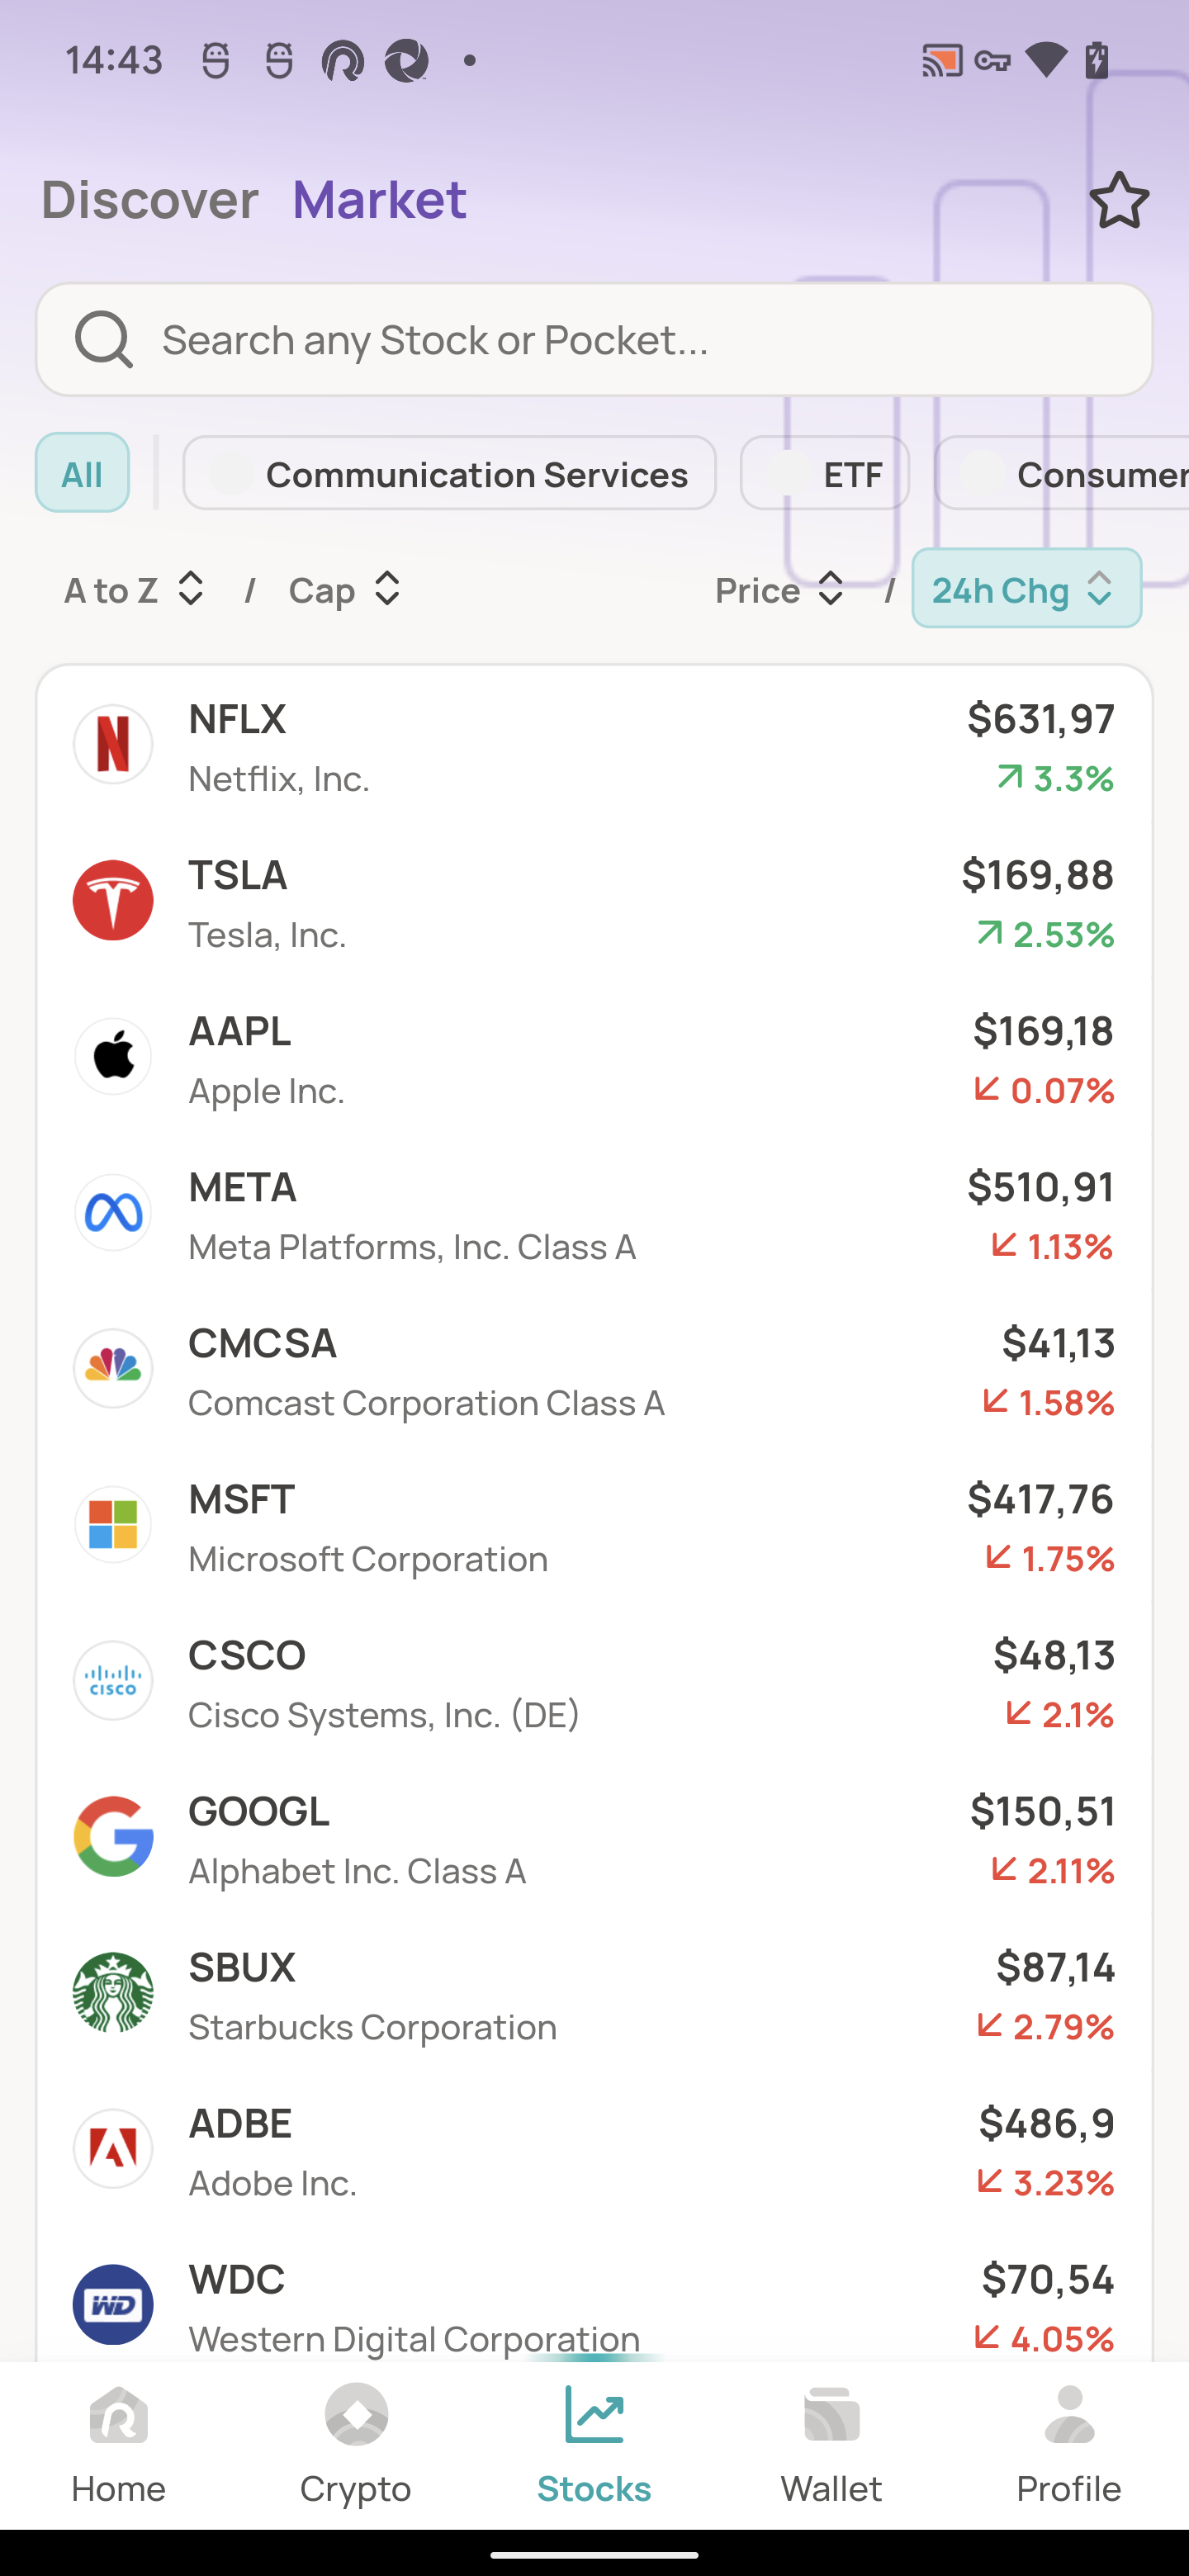 14:43
Discover Market
Search any Stock or Pocket...
All Communication Services ETF Consumer
A to Z / Cap Price / 24h Chg
NFLX $631,97
Netflix, Inc. 3.3%
TSLA $169,88
Tesla, Inc. 2.53%
AAPL $169,18
Apple Inc. 0.07%
META $510,91
Meta Platforms, Inc. Class A 1.13%
CMCSA $41,13
Comcast Corporation Class A 1.58%
MSFT $417,76
Microsoft Corporation 1.75%
CSCO $48,13
CISCO
Cisco Systems, Inc. (DE) 2.1%
GOOGL $150,51
Alphabet Inc. Class A 2.11%
SBUX $87,14
Starbucks Corporation 2.79%
ADBE $486,9
Adobe Inc. 3.23%
WDC $70,54
WD
Western Digital Corporation 4.05%
Home Crypto Stocks Wallet Profile